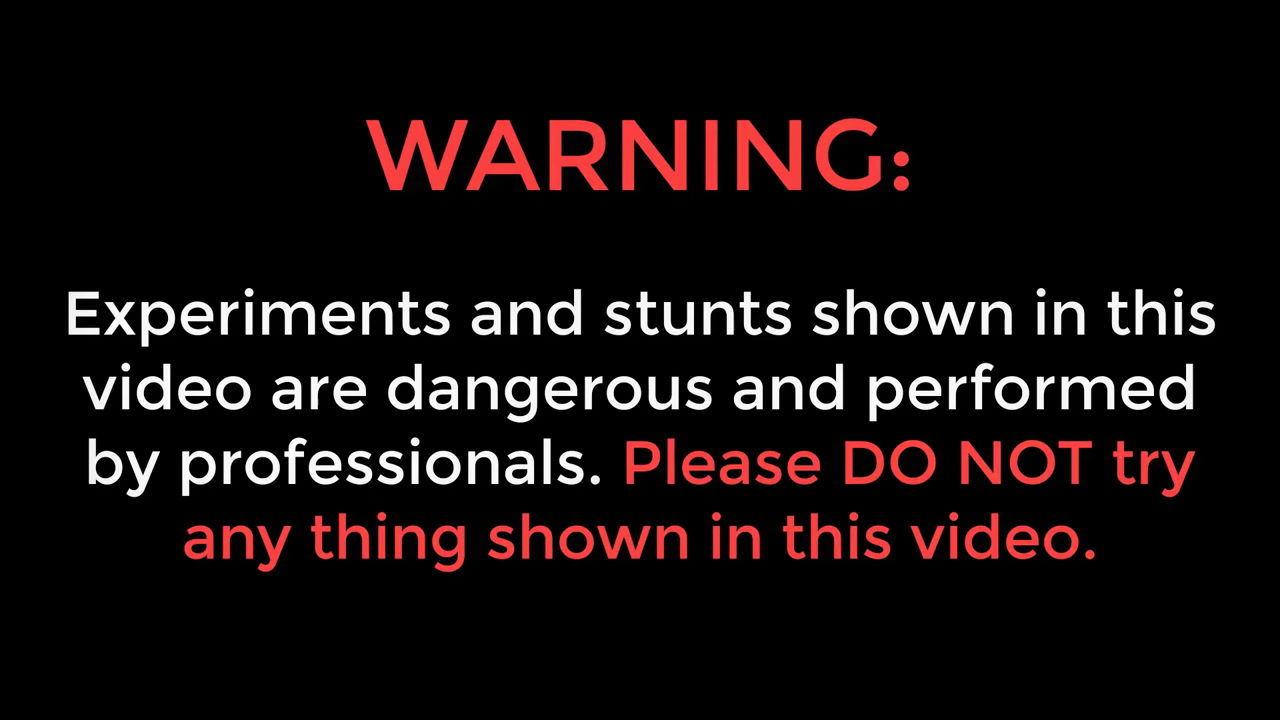 WARNING:
Experiments and stunts shown in this
video are dangerous and performed
by professionals. Please DO NOT try
any thing shown in this video.